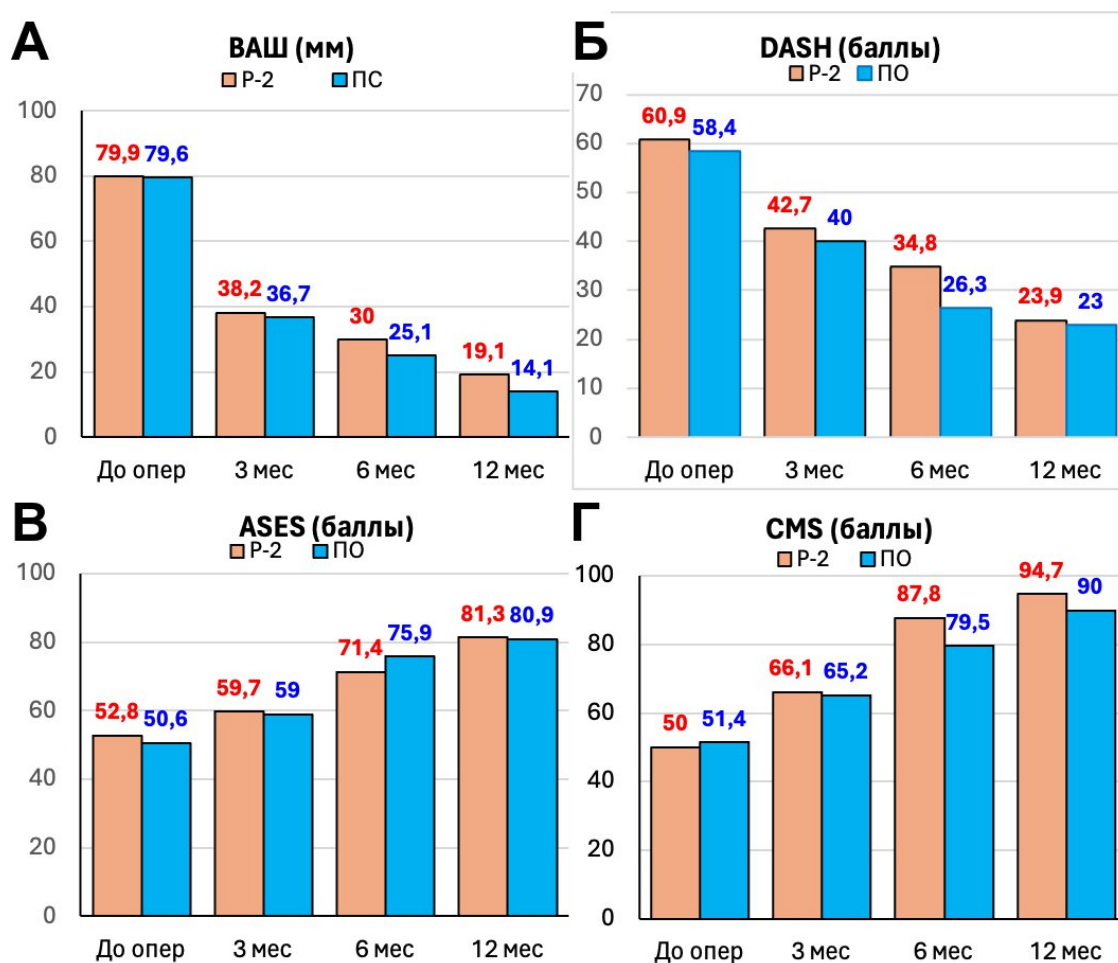 А
ВАШ (мм)
Р-2 ПС
100
80
60
40
20
0
79,9 79,6
38,2 36,7
30 25,1
19,1 14,1
До опер 3 мес 6 мес 12 мес
Б
DASH (баллы)
Р-2 ПО
70
60
50
40
30
20
10
0
60,9 58,4
42,7 40
34,8 26,3
23,9 23
До опер 3 мес 6 мес 12 мес
В
ASES (баллы)
Р-2 ПО
100
80
60
40
20
0
52,8 50,6
59,7 59
71,4 75,9
81,3 80,9
До опер 3 мес 6 мес 12 мес
Г
CMS (баллы)
Р-2 ПО
100
80
60
40
20
0
50 51,4
66,1 65,2
87,8 79,5
94,7 90
До опер 3 мес 6 мес 12 мес